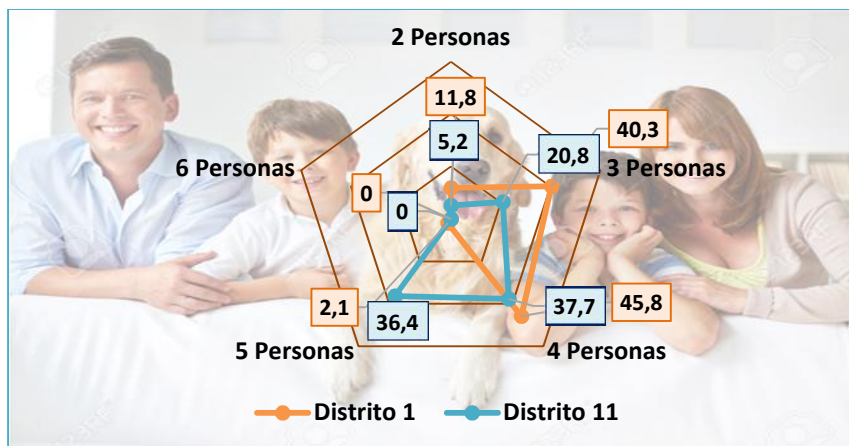 2 Personas
11,8
5,2
40,3
20,8
3 Personas
6 Personas
0
0
2,1
36,4
37,7
45,8
5 Personas
4 Personas
Distrito 1
Distrito 11